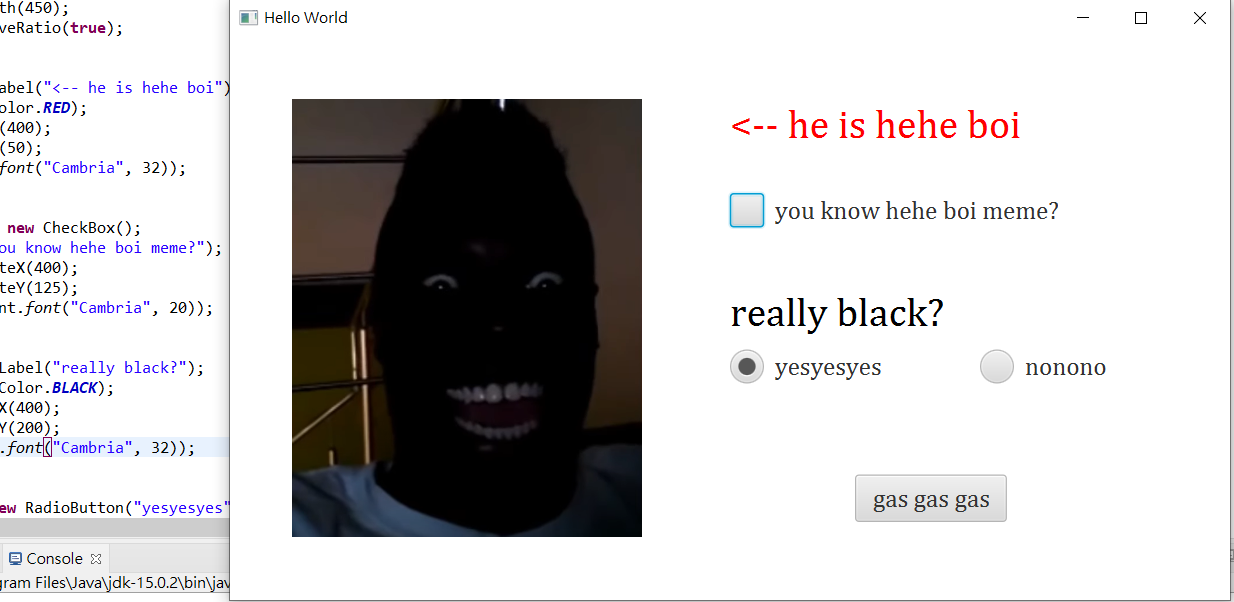 th(450);
veRatio(true);
abel("<-- he is hehe boi")
olor.RED);
(400);
(50);
font("Cambria", 32));
new CheckBox();
ou know hehe boi meme?");
teX(400);
teY(125);
nt.font("Cambria", 20));
Label("really black?");
Color.BLACK);
X(400);
Y(200);
.font("Cambria", 32));
ew RadioButton("yesyesyes"
Console
gram Files\Java\jdk-15.0.2\bin\jav
Hello World
<-- he is hehe boi
you know hehe boi meme?
really black?
yesyesyes nonono
gas gas gas